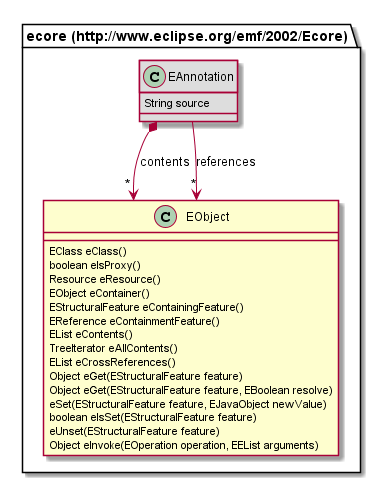 ecore (http://www.eclipse.org/emf/2002/Ecore)
C EAnnotation
String source
contents references
* *
C EObject
EClass eClass()
boolean eIsProxy()
Resource eResource()
EObject eContainer()
EStructuralFeature eContainingFeature()
EReference eContainmentFeature()
EList eContents()
TreeIterator eAllContents()
EList eCrossReferences()
Object eGet(EStructuralFeature feature)
Object eGet(EStructuralFeature feature, EBoolean resolve)
eSet(EStructuralFeature feature, EJavaObject newValue)
boolean eIsSet(EStructuralFeature feature)
eUnset(EStructuralFeature feature)
Object eInvoke(EOperation operation, EEList arguments)